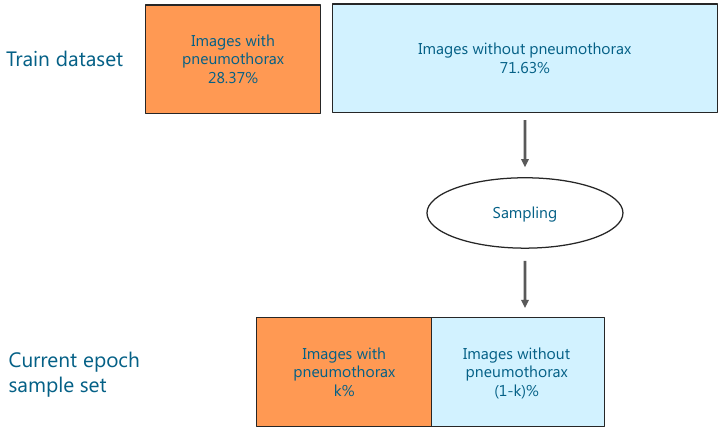 Train dataset
Images with
pneumothorax
28.37%
Images without pneumothorax
71.63%
Sampling
Current epoch
sample set
Images with
pneumothorax
k%
Images without
pneumothorax
(1-k)%